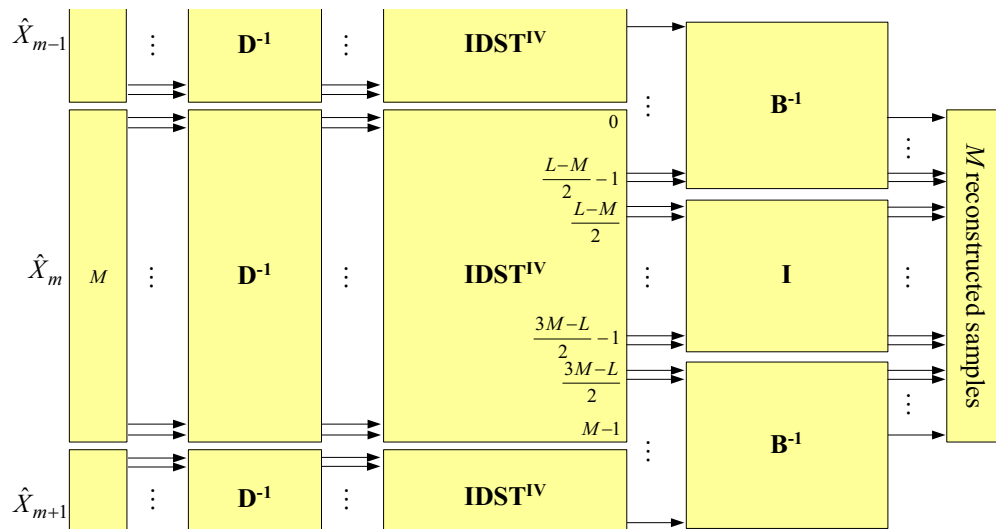 X̂_{m−1}
D⁻¹
IDSTᴵⱽ
B⁻¹
0
(L−M)/2 −1
(L−M)/2
X̂_m
M
D⁻¹
IDSTᴵⱽ
I
(3M−L)/2 −1
(3M−L)/2
M−1
B⁻¹
X̂_{m+1}
D⁻¹
IDSTᴵⱽ
M reconstructed samples